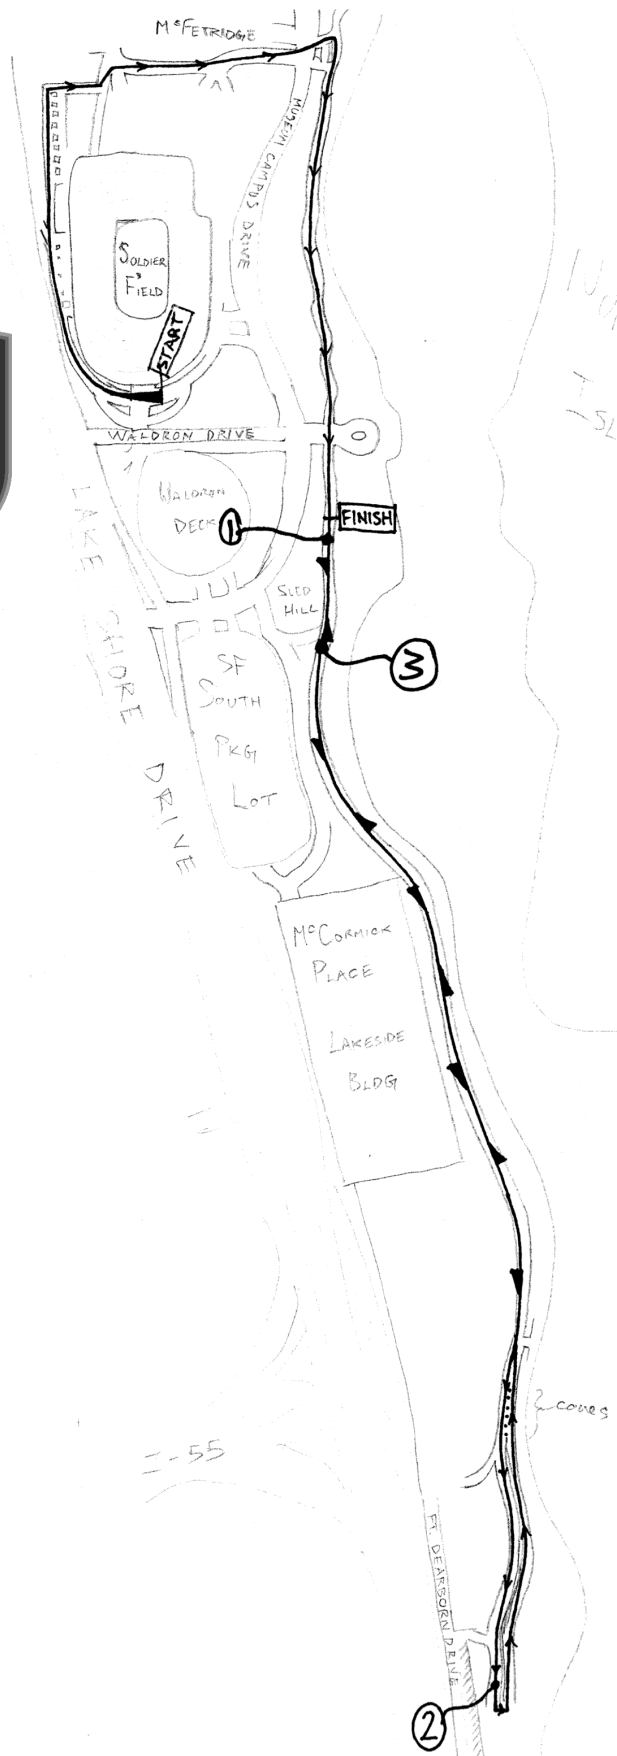 McFETRIDGE
MUSEUM CAMPUS DRIVE
SOLDIER
FIELD
START
WALDRON DRIVE
WALDRON
DECK
1
FINISH
SLED
HILL
3
LAKE SHORE DRIVE
SF
SOUTH
PKG
LOT
McCORMICK
PLACE
LAKESIDE
BLDG
CONES
I-55
FT. DEARBORN DRIVE
2